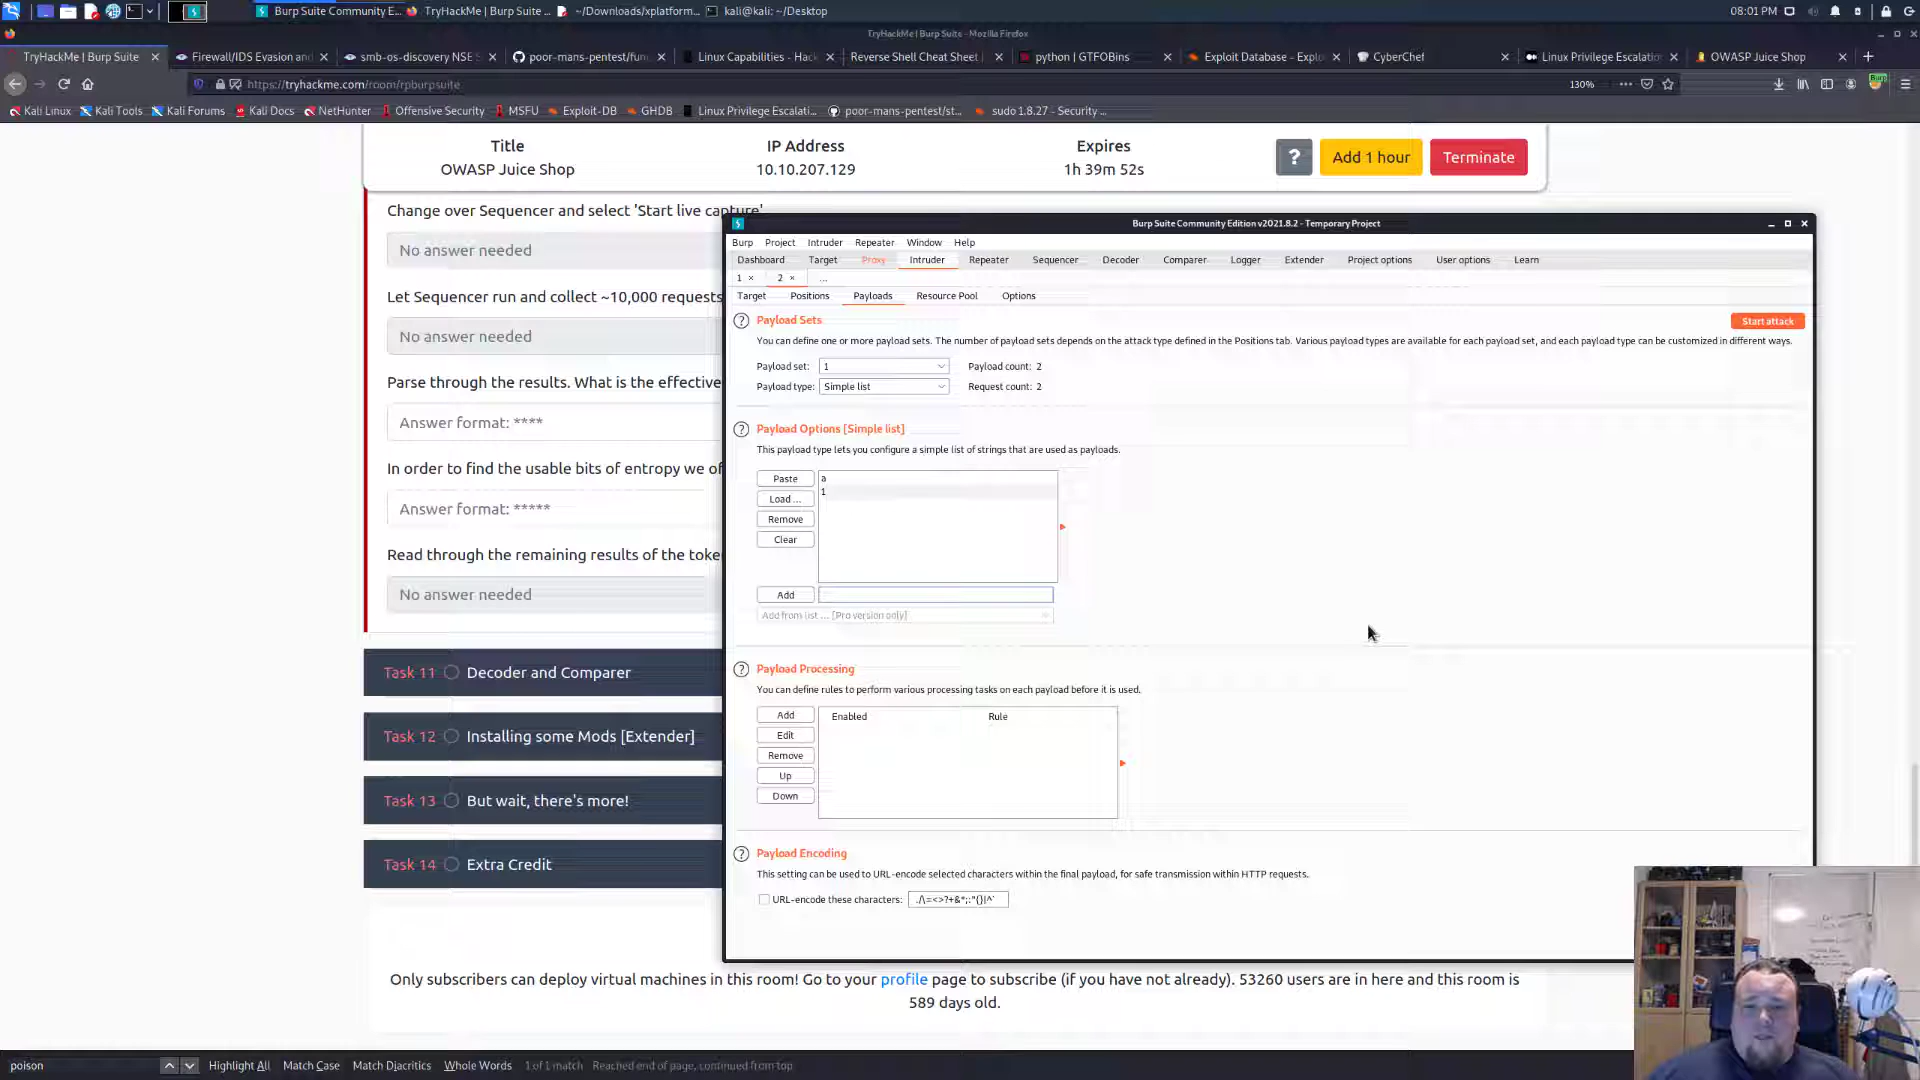 Burp Suite Community E...
TryHackMe | Burp Suite ...
~/Downloads/xplatform...
kali@kali: ~/Desktop
08:01 PM
TryHackMe | Burp Suite - Mozilla Firefox
TryHackMe | Burp Suite
Firewall/IDS Evasion and
smb-os-discovery NSE S
poor-mans-pentest/fun
Linux Capabilities - Hac
Reverse Shell Cheat Sheet
python | GTFOBins
Exploit Database - Explo
CyberChef
Linux Privilege Escalatio
OWASP Juice Shop
https://tryhackme.com/room/rpburpsuite
130%
Burp
Kali Linux
Kali Tools
Kali Forums
Kali Docs
NetHunter
Offensive Security
MSFU
Exploit-DB
GHDB
Linux Privilege Escalati...
poor-mans-pentest/st...
sudo 1.8.27 - Security ...
Title
IP Address
Expires
OWASP Juice Shop
10.10.207.129
1h 39m 52s
?
Add 1 hour
Terminate
Change over Sequencer and select 'Start live capture'
No answer needed
Let Sequencer run and collect ~10,000 requests
No answer needed
Parse through the results. What is the effective
Answer format: ****
In order to find the usable bits of entropy we of
Answer format: *****
Read through the remaining results of the toke
No answer needed
Task 11 Decoder and Comparer
Task 12 Installing some Mods [Extender]
Task 13 But wait, there's more!
Task 14 Extra Credit
Burp Suite Community Edition v2021.8.2 - Temporary Project
Burp Project Intruder Repeater Window Help
Dashboard Target Proxy Intruder Repeater Sequencer Decoder Comparer Logger Extender Project options User options Learn
1 × 2 × ...
Target Positions Payloads Resource Pool Options
? Payload Sets
Start attack
You can define one or more payload sets. The number of payload sets depends on the attack type defined in the Positions tab. Various payload types are available for each payload set, and each payload type can be customized in different ways.
Payload set: 1 Payload count: 2
Payload type: Simple list Request count: 2
? Payload Options [Simple list]
This payload type lets you configure a simple list of strings that are used as payloads.
Paste
Load ...
Remove
Clear
a
1
Add
Add from list ... [Pro version only]
? Payload Processing
You can define rules to perform various processing tasks on each payload before it is used.
Add
Edit
Remove
Up
Down
Enabled Rule
? Payload Encoding
This setting can be used to URL-encode selected characters within the final payload, for safe transmission within HTTP requests.
URL-encode these characters: ./\=<>?+&*;:"{}|^`
Only subscribers can deploy virtual machines in this room! Go to your profile page to subscribe (if you have not already). 53260 users are in here and this room is
589 days old.
poison
Highlight All Match Case Match Diacritics Whole Words 1 of 1 match Reached end of page, continued from top